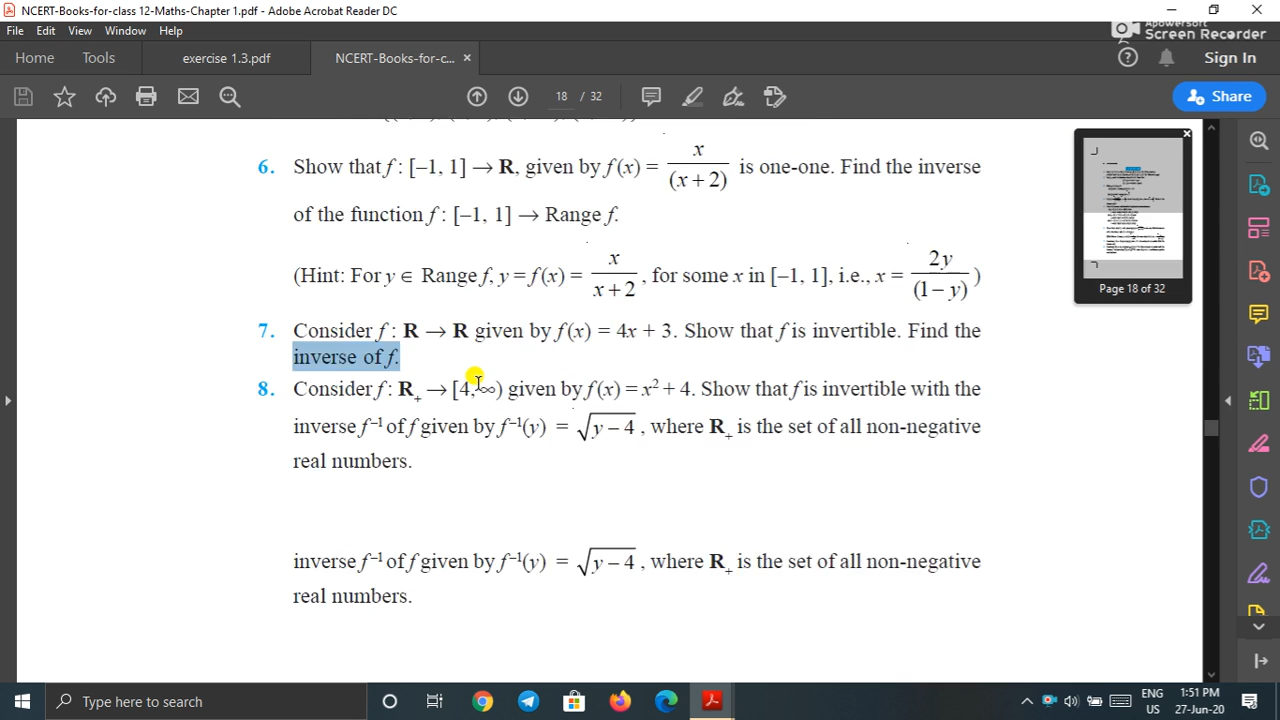 NCERT-Books-for-class 12-Maths-Chapter 1.pdf - Adobe Acrobat Reader DC
Apowersoft
Screen Recorder
File Edit View Window Help
Home Tools exercise 1.3.pdf NCERT-Books-for-c... × Sign In
18 / 32 Share
6. Show that f : [–1, 1] → R, given by f(x) = x/(x + 2) is one-one. Find the inverse
of the function f : [–1, 1] → Range f.
(Hint: For y ∈ Range f, y = f(x) = x/(x + 2), for some x in [–1, 1], i.e., x = 2y/(1 – y))
Page 18 of 32
7. Consider f : R → R given by f(x) = 4x + 3. Show that f is invertible. Find the
inverse of f.
8. Consider f : R₊ → [4, ∞) given by f(x) = x² + 4. Show that f is invertible with the
inverse f⁻¹ of f given by f⁻¹(y) = √(y – 4), where R₊ is the set of all non-negative
real numbers.
inverse f⁻¹ of f given by f⁻¹(y) = √(y – 4), where R₊ is the set of all non-negative
real numbers.
Type here to search
ENG 1:51 PM
US 27-Jun-20